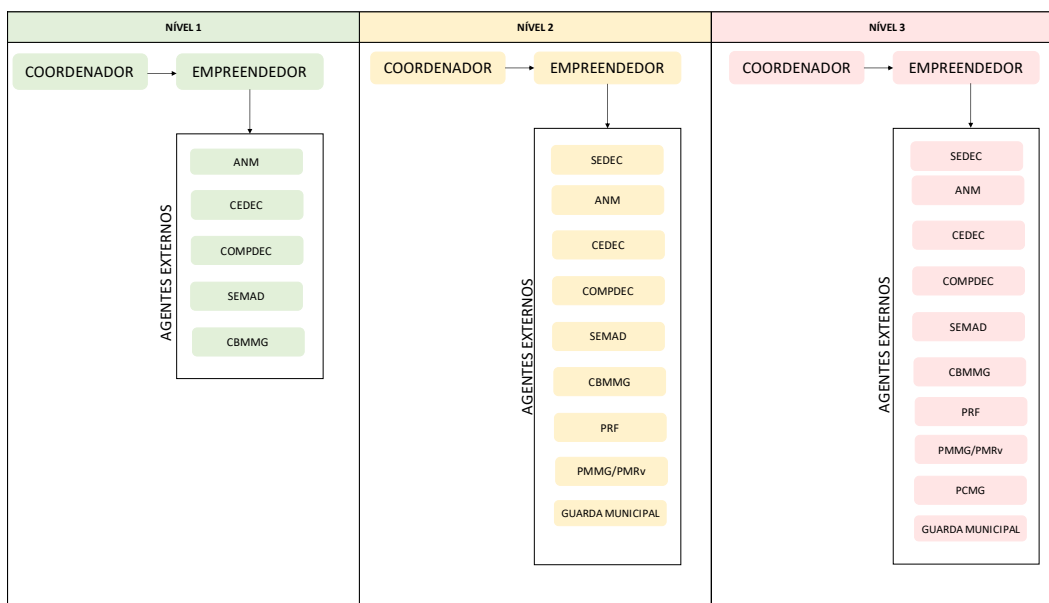 NÍVEL 1
COORDENADOR
EMPREENDEDOR
AGENTES EXTERNOS
ANM
CEDEC
COMPDEC
SEMAD
CBMMG
NÍVEL 2
COORDENADOR
EMPREENDEDOR
AGENTES EXTERNOS
SEDEC
ANM
CEDEC
COMPDEC
SEMAD
CBMMG
PRF
PMMG/PMRv
GUARDA MUNICIPAL
NÍVEL 3
COORDENADOR
EMPREENDEDOR
AGENTES EXTERNOS
SEDEC
ANM
CEDEC
COMPDEC
SEMAD
CBMMG
PRF
PMMG/PMRv
PCMG
GUARDA MUNICIPAL